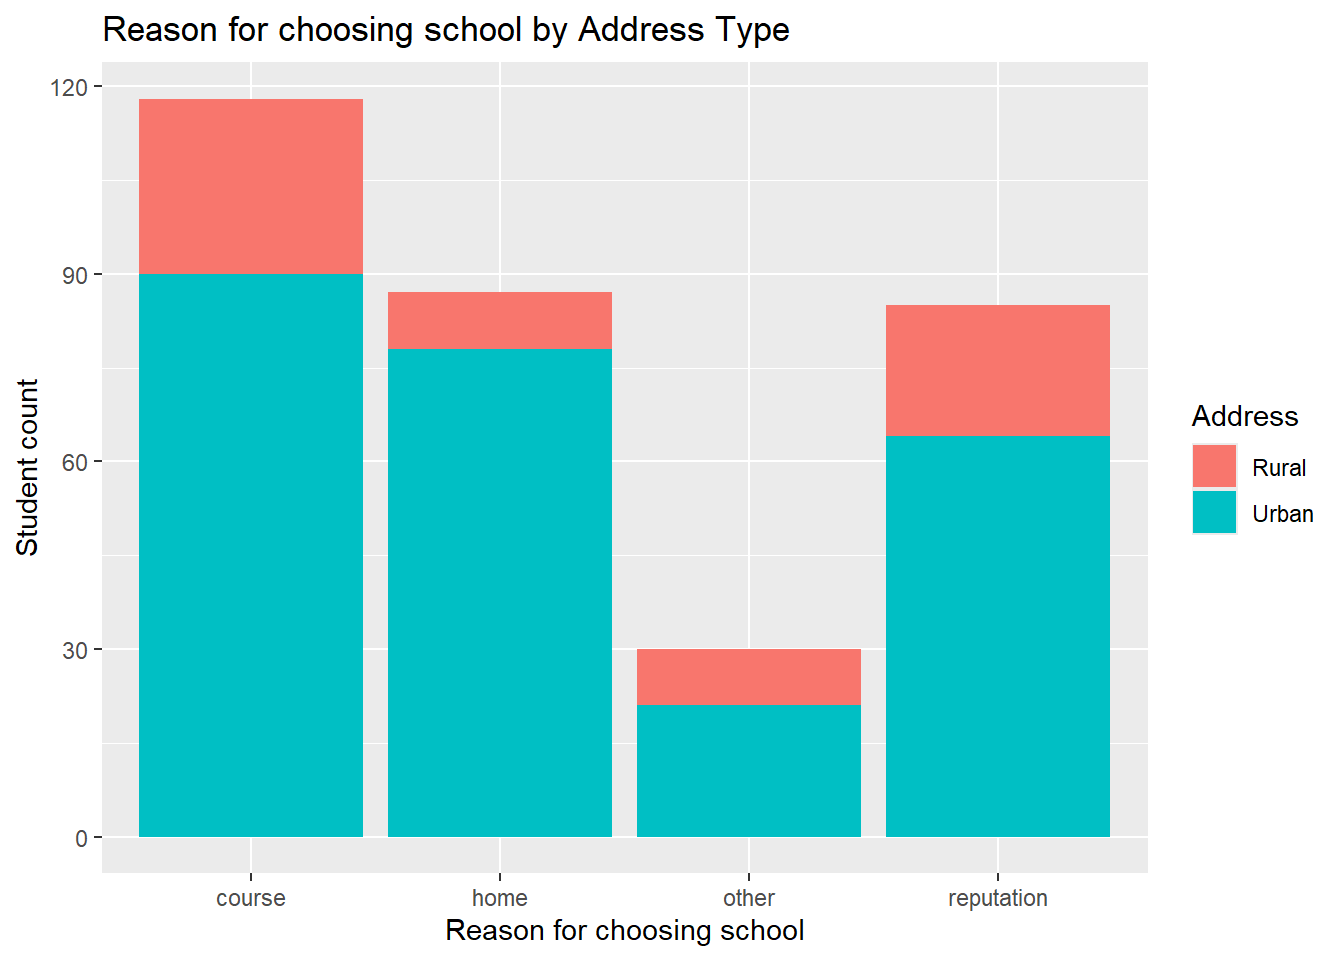 Reason for choosing school by Address Type
120
90
60
30
0
Student count
course home other reputation
Reason for choosing school
Address
Rural
Urban